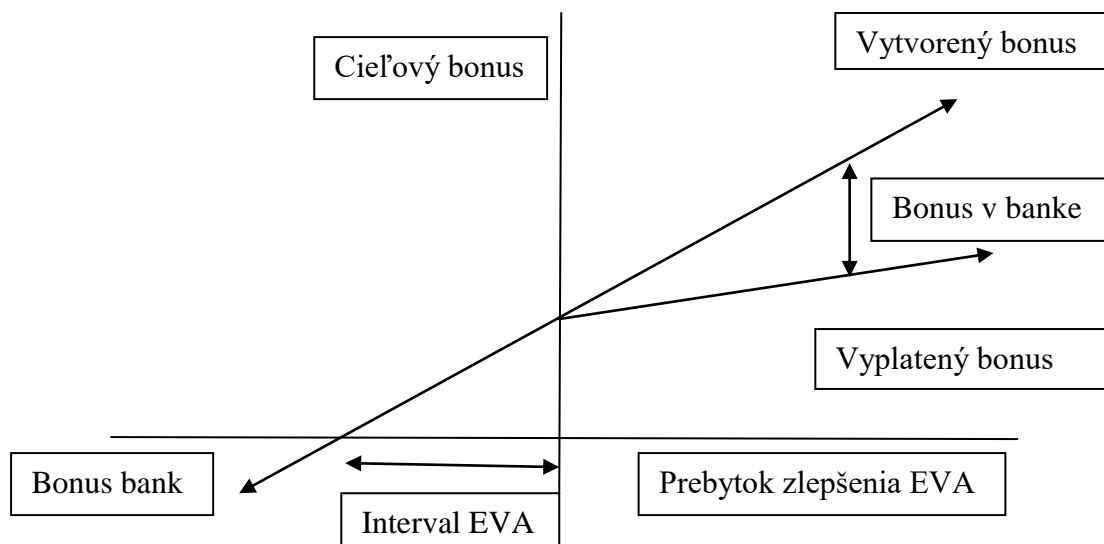 Vytvorený bonus
Cieľový bonus
Bonus v banke
Vyplatený bonus
Bonus bank
Prebytok zlepšenia EVA
Interval EVA